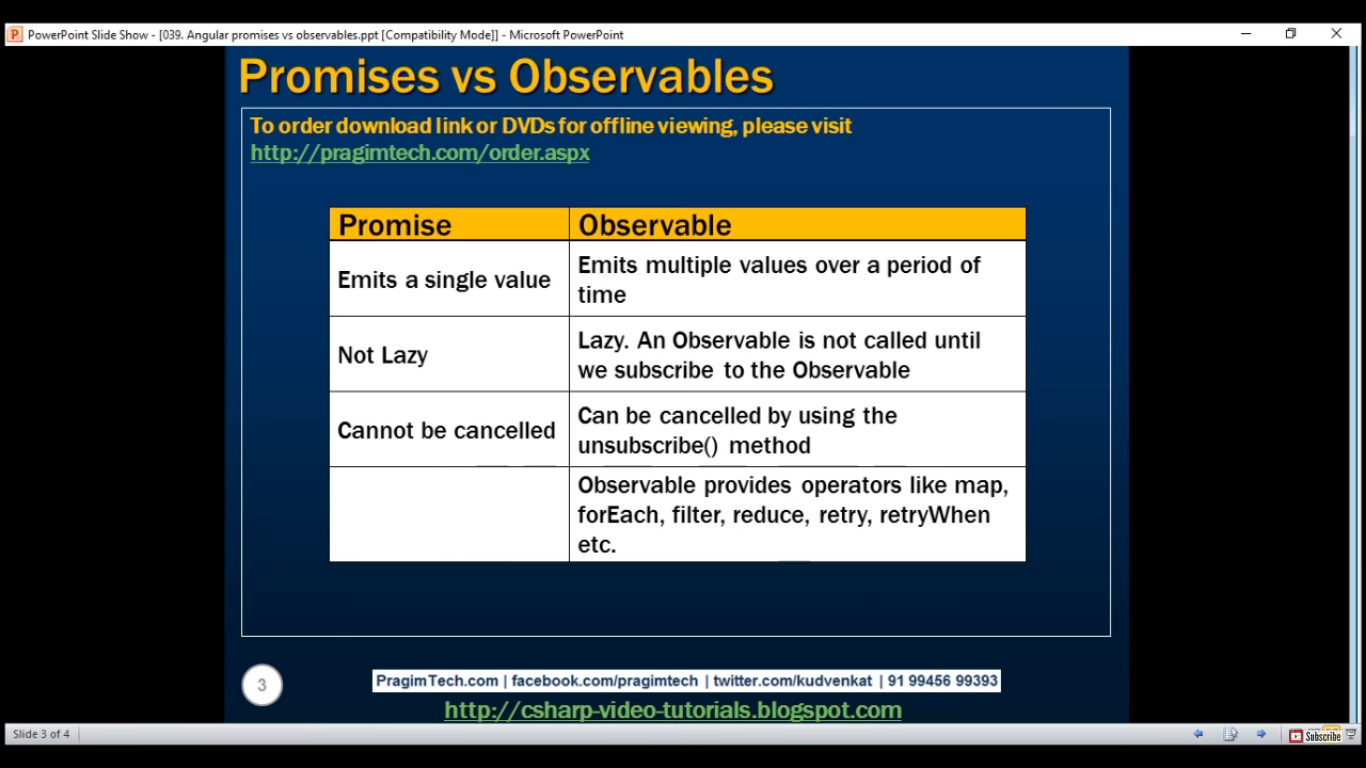 PowerPoint Slide Show - [039. Angular promises vs observables.ppt [Compatibility Mode]] - Microsoft PowerPoint
Promises vs Observables
To order download link or DVDs for offline viewing, please visit
http://pragimtech.com/order.aspx
Promise
Observable
Emits a single value
Emits multiple values over a period of
time
Not Lazy
Lazy. An Observable is not called until
we subscribe to the Observable
Cannot be cancelled
Can be cancelled by using the
unsubscribe() method
Observable provides operators like map,
forEach, filter, reduce, retry, retryWhen
etc.
3
PragimTech.com | facebook.com/pragimtech | twitter.com/kudvenkat | 91 99456 99393
http://csharp-video-tutorials.blogspot.com
Slide 3 of 4
Subscribe